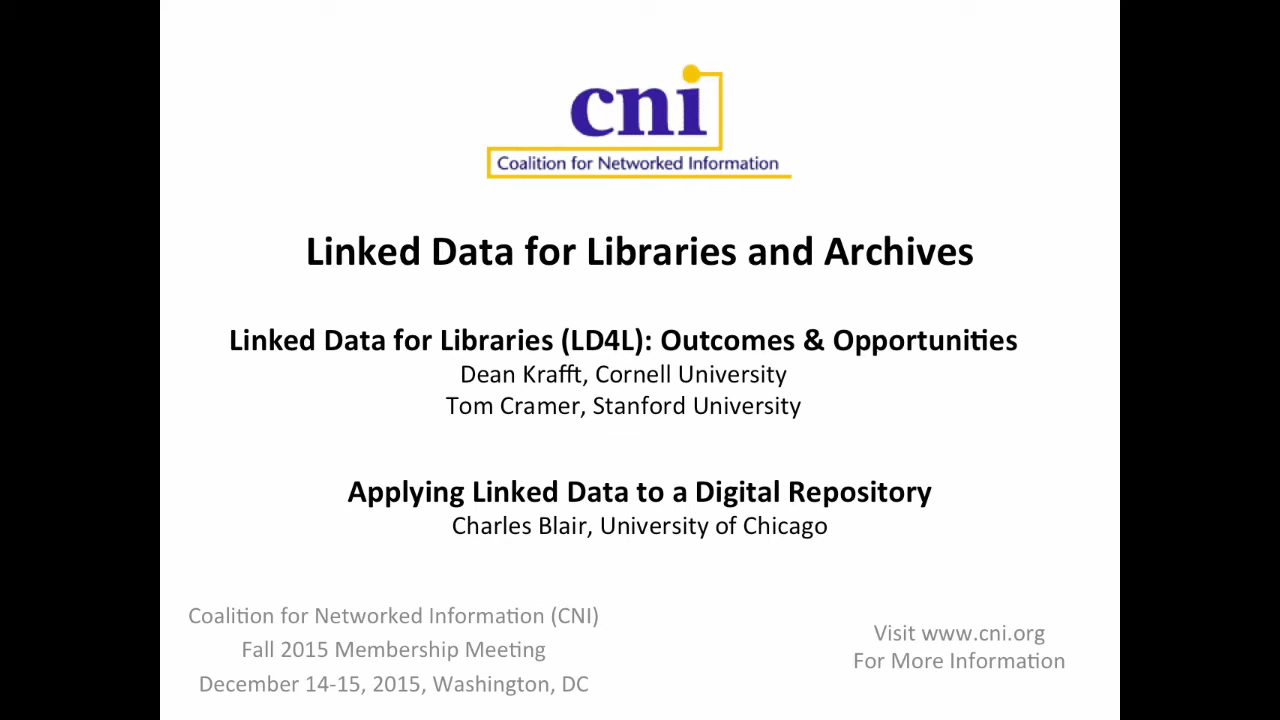 cni
Coalition for Networked Information
Linked Data for Libraries and Archives
Linked Data for Libraries (LD4L): Outcomes & Opportunities
Dean Krafft, Cornell University
Tom Cramer, Stanford University
Applying Linked Data to a Digital Repository
Charles Blair, University of Chicago
Coalition for Networked Information (CNI)
Fall 2015 Membership Meeting
December 14-15, 2015, Washington, DC
Visit www.cni.org
For More Information